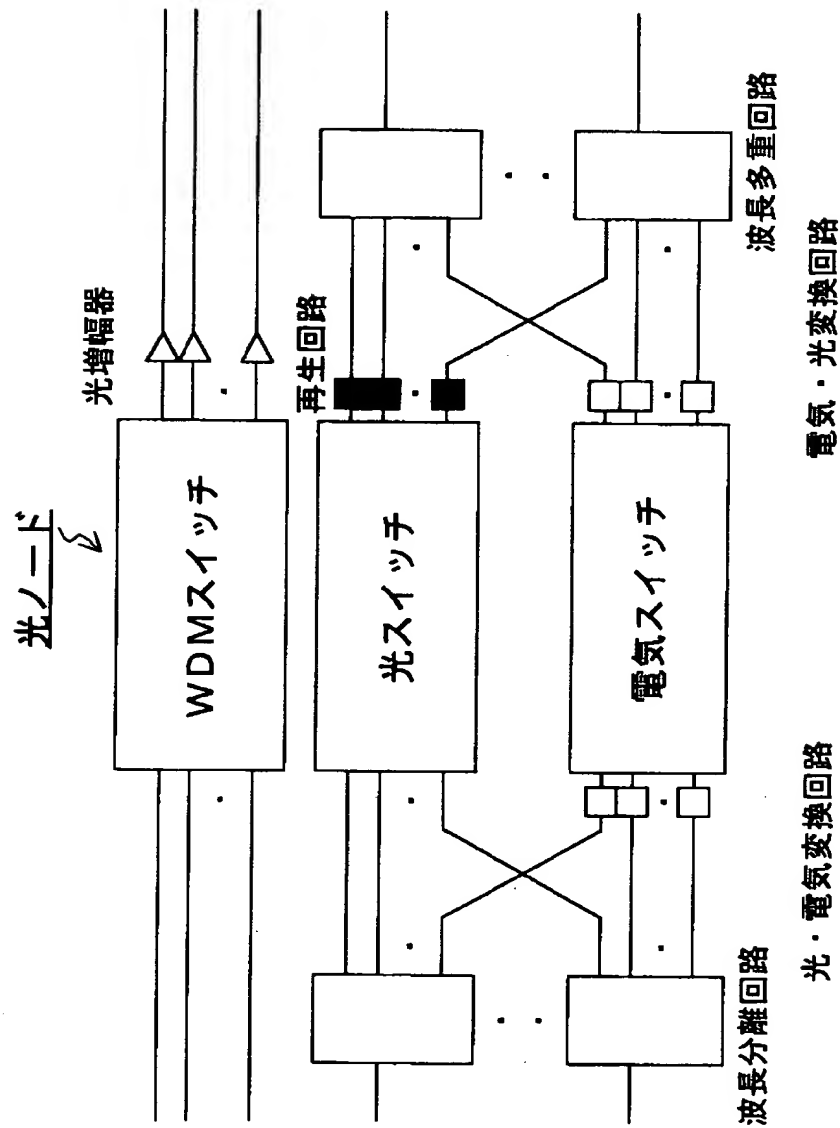 光ノード
光増幅器
WDMスイッチ
再生回路
光スイッチ
電気スイッチ
波長多重回路
電気・光変換回路
波長分離回路
光・電気変換回路